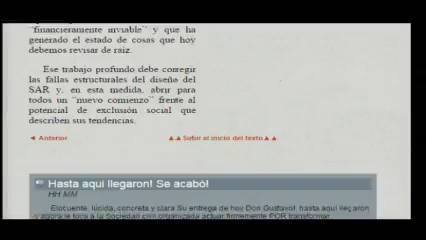 "financieramente inviable" y que ha
generado el estado de cosas que hoy
debemos revisar de raíz.
Ese trabajo profundo debe corregir
las fallas estructurales del diseño del
SAR y, en esta medida, abrir para
todos un "nuevo comienzo" frente al
potencial de exclusión social que
describen sus tendencias.
◄ Anterior ▲▲Subir al inicio del texto▲▲
Hasta aquí llegaron! Se acabó!
HH MM
Elocuente, lúcida, concreta y clara Su entrega de hoy Don Gustavo!, hasta aquí llegaron
y agora le toca a la Sociedad civil organizada actuar firmemente POR transformar